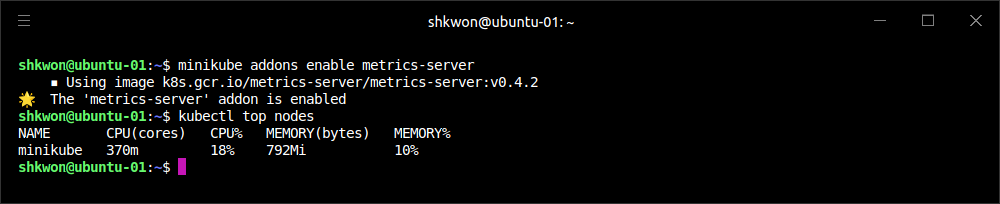 shkwon@ubuntu-01: ~
shkwon@ubuntu-01:~$ minikube addons enable metrics-server
    ▪ Using image k8s.gcr.io/metrics-server/metrics-server:v0.4.2
🌟  The 'metrics-server' addon is enabled
shkwon@ubuntu-01:~$ kubectl top nodes
NAME       CPU(cores)   CPU%   MEMORY(bytes)   MEMORY%
minikube   370m         18%    792Mi           10%
shkwon@ubuntu-01:~$